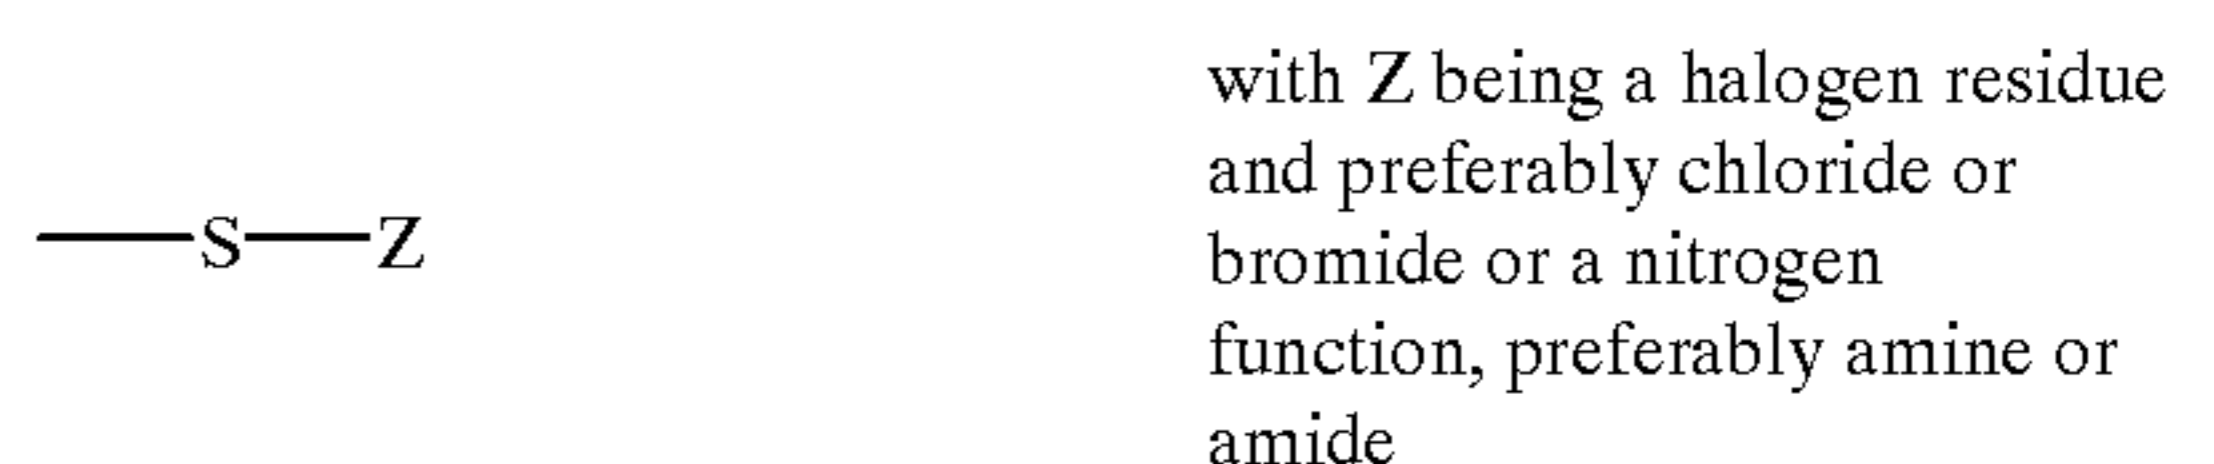 with Z being a halogen residue
and preferably chloride or
S Z
bromide or a nitrogen
function, preferably amine or
amide